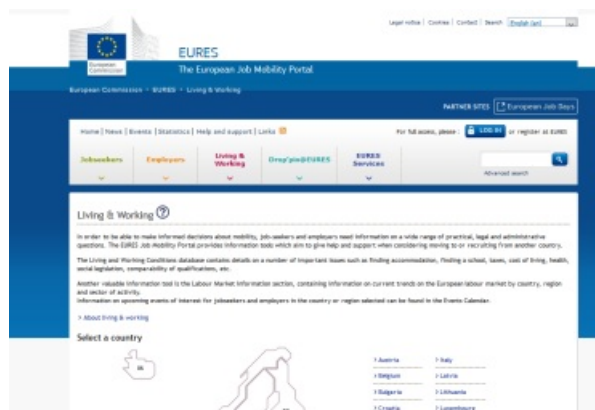 Legal notice | Cookies | Contact | Search English (en)
European
Commission
EURES
The European Job Mobility Portal
European Commission > EURES > Living & Working
PARTNER SITES European Job Days
Home | News | Events | Statistics | Help and support | Links
For full access, please : LOG IN or register at EURES
Jobseekers Employers Living & Working Drop'pin@EURES EURES Services
Advanced search
Living & Working
In order to be able to make informed decisions about mobility, job-seekers and employers need information on a wide range of practical, legal and administrative
questions. The EURES Job Mobility Portal provides information tools which aim to give help and support when considering moving to or recruiting from another country.
The Living and Working Conditions database contains details on a number of important issues such as finding accommodation, finding a school, taxes, cost of living, health,
social legislation, comparability of qualifications, etc.
Another valuable information tool is the Labour Market Information section, containing information on current trends on the European labour market by country, region
and sector of activity.
Information on upcoming events of interest for jobseekers and employers in the country or region selected can be found in the Events Calendar.
> About living & working
Select a country
IS
> Austria > Italy
> Belgium > Latvia
> Bulgaria > Lithuania
> Croatia > Luxembourg